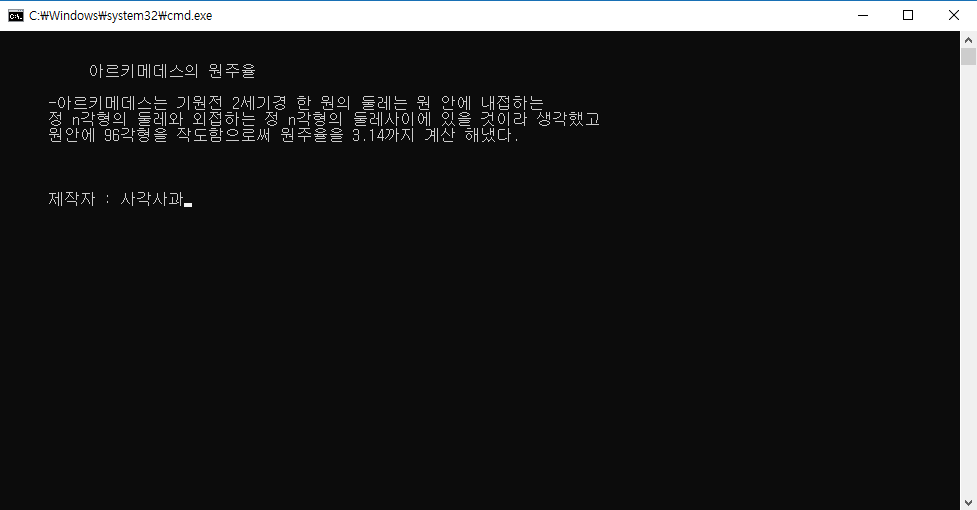 C:₩Windows₩system32₩cmd.exe
아르키메데스의 원주율
-아르키메데스는 기원전 2세기경 한 원의 둘레는 원 안에 내접하는
정 n각형의 둘레와 외접하는 정 n각형의 둘레사이에 있을 것이라 생각했고
원안에 96각형을 작도함으로써 원주율을 3.14까지 계산 해냈다.
제작자 : 사각사과